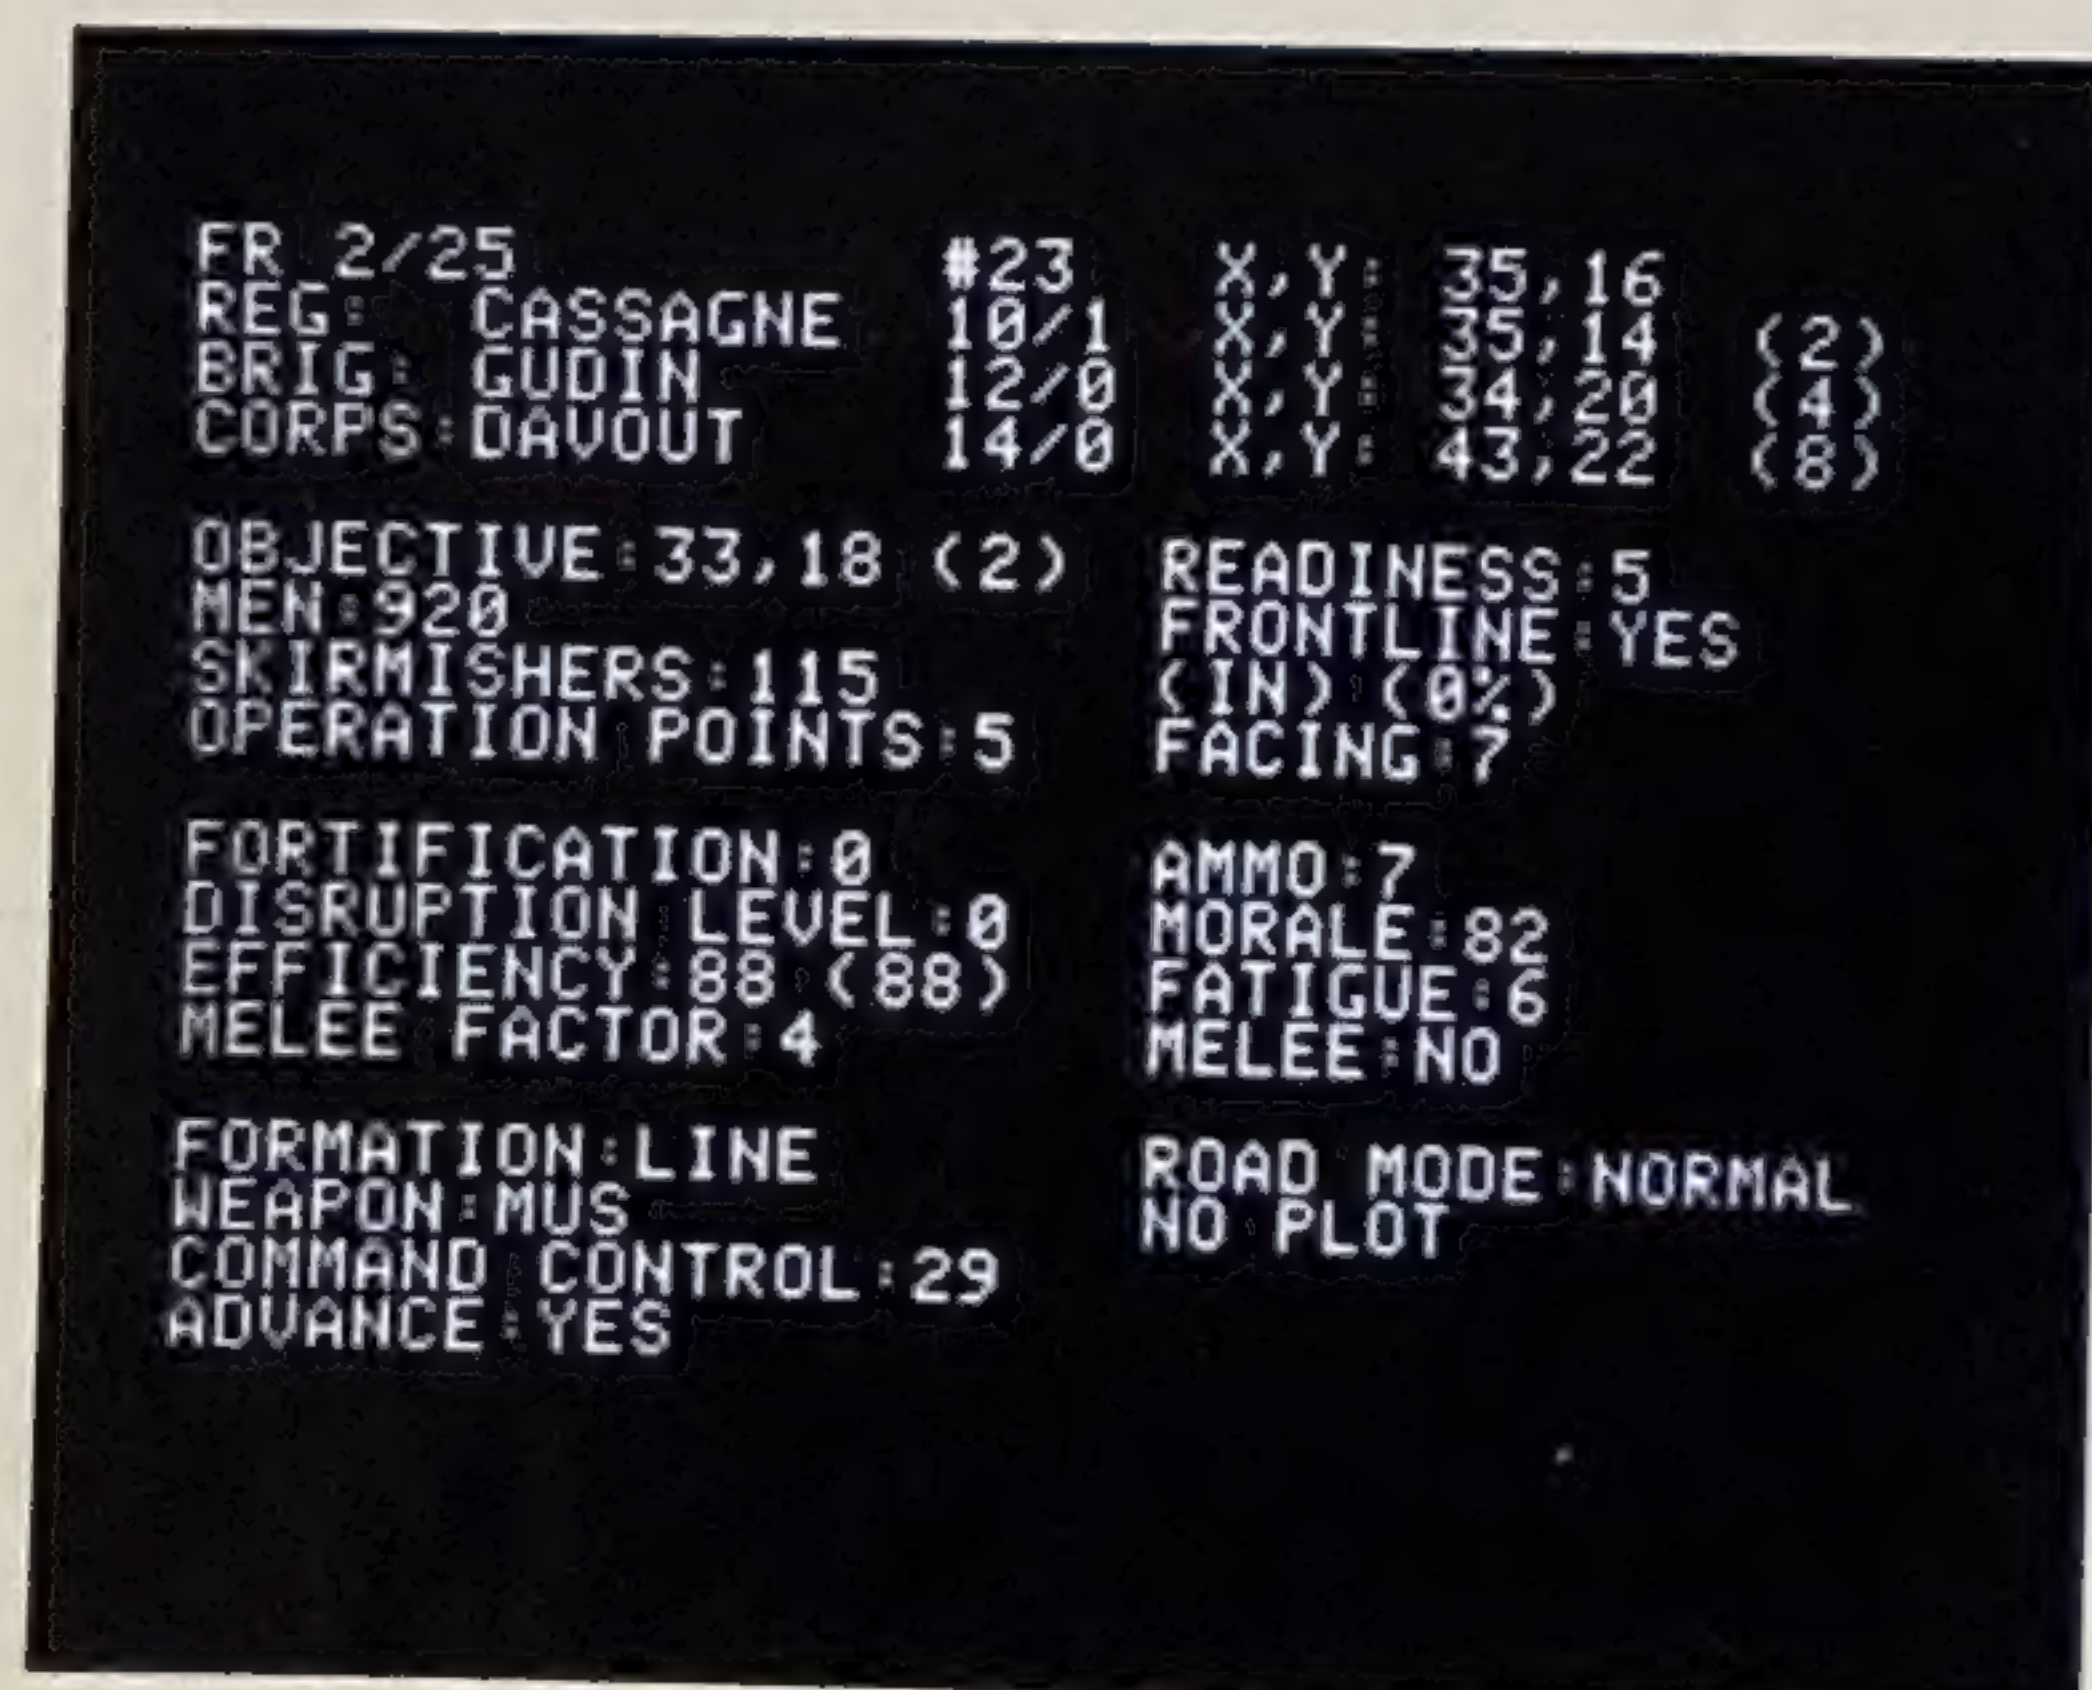 FR 2/25 #23 X,Y: 35,16
REG: CASSAGNE 10/1 X,Y: 35,14 (2)
BRIG: GUDIN 12/0 X,Y: 34,20 (4)
CORPS:DAVOUT 14/0 X,Y: 43,22 (8)
OBJECTIVE:33,18 (2) READINESS:5
MEN:920 FRONTLINE:YES
SKIRMISHERS:115 (IN) (0%)
OPERATION POINTS:5 FACING:7
FORTIFICATION:0 AMMO:7
DISRUPTION LEVEL:0 MORALE:82
EFFICIENCY:88 (88) FATIGUE:6
MELEE FACTOR:4 MELEE:NO
FORMATION:LINE ROAD MODE:NORMAL
WEAPON:MUS NO PLOT
COMMAND CONTROL:29
ADVANCE:YES